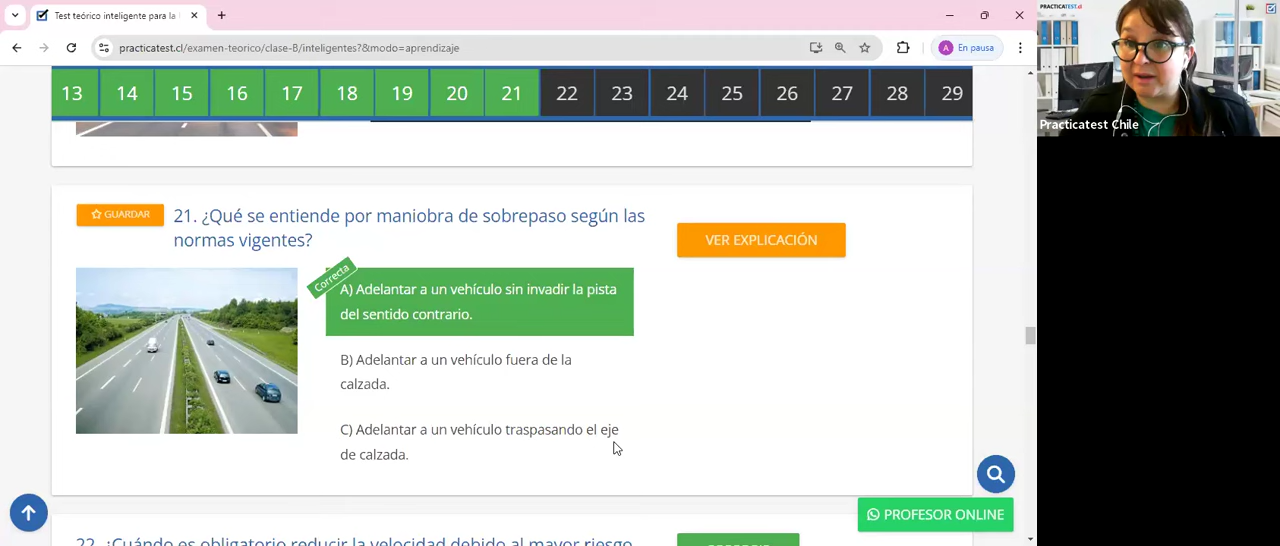 Test teórico inteligente para la
practicatest.cl/examen-teorico/clase-B/inteligentes?&modo=aprendizaje
A
En pausa
PRACTICATEST.cl
Practicatest Chile
13 14 15 16 17 18 19 20 21 22 23 24 25 26 27 28 29
GUARDAR
21. ¿Qué se entiende por maniobra de sobrepaso según las
normas vigentes?
VER EXPLICACIÓN
Correcta
A) Adelantar a un vehículo sin invadir la pista
del sentido contrario.
B) Adelantar a un vehículo fuera de la
calzada.
C) Adelantar a un vehículo traspasando el eje
de calzada.
PROFESOR ONLINE
22. ¿Cuándo es obligatorio reducir la velocidad debido al mayor riesgo